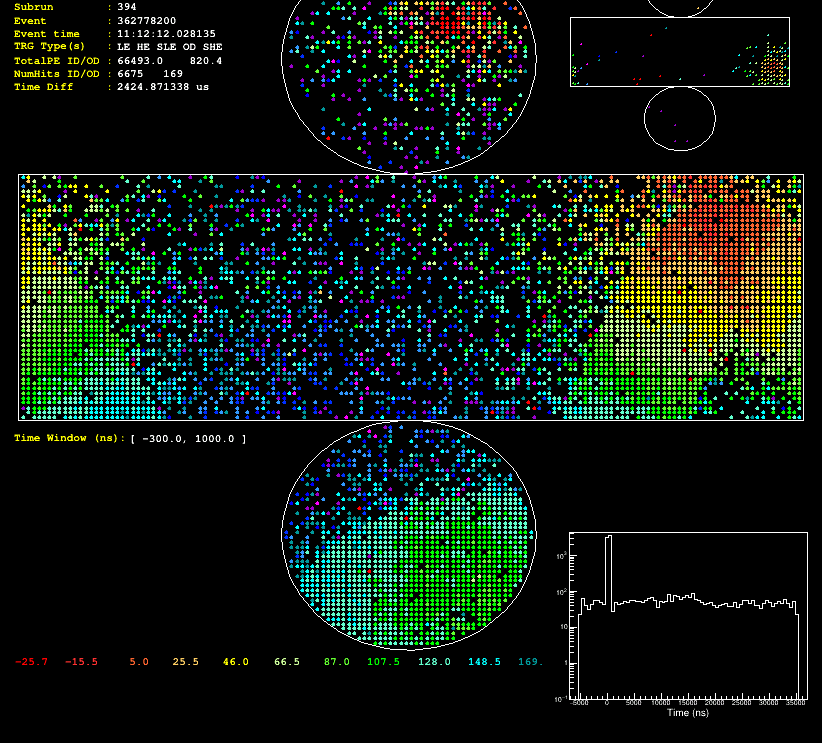 Subrun : 394
Event : 362778200
Event time : 11:12:12.028135
TRG Type(s) : LE HE SLE OD SHE
TotalPE ID/OD : 66493.0 820.4
NumHits ID/OD : 6675 169
Time Diff : 2424.871338 us
Time Window (ns): [ -300.0, 1000.0 ]
-25.7 -15.5 5.0 25.5 46.0 66.5 87.0 107.5 128.0 148.5 169.
10³
10²
10
1
10⁻¹
-5000 0 5000 10000 15000 20000 25000 30000 35000
Time (ns)